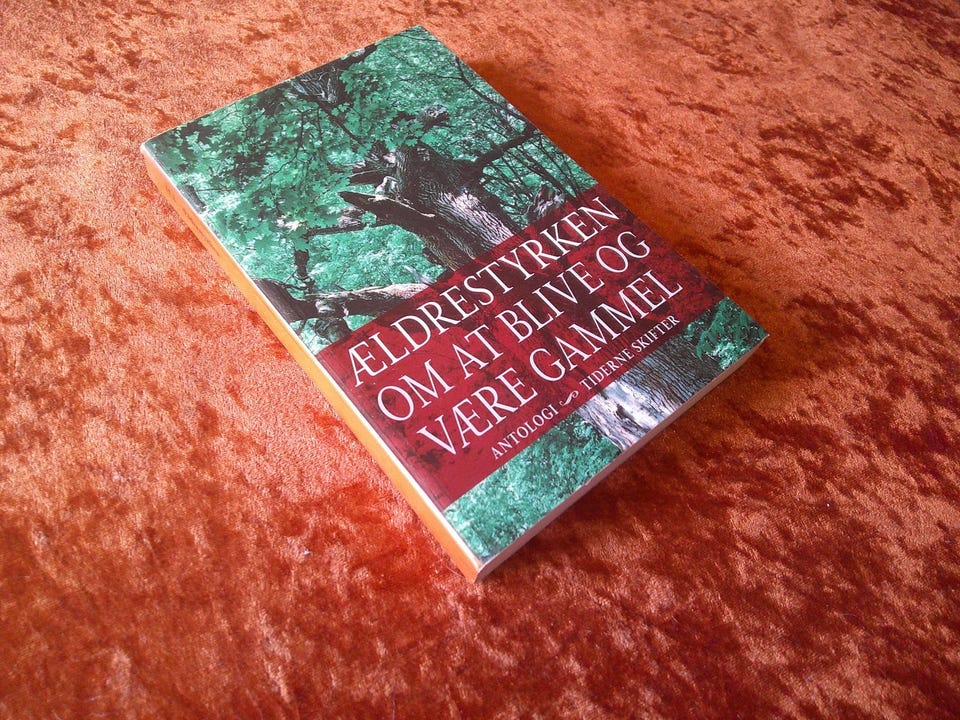 ÆLDRESTYRKEN
OM AT BLIVE OG
VÆRE GAMMEL
ANTOLOGI TIDERNE SKIFTER